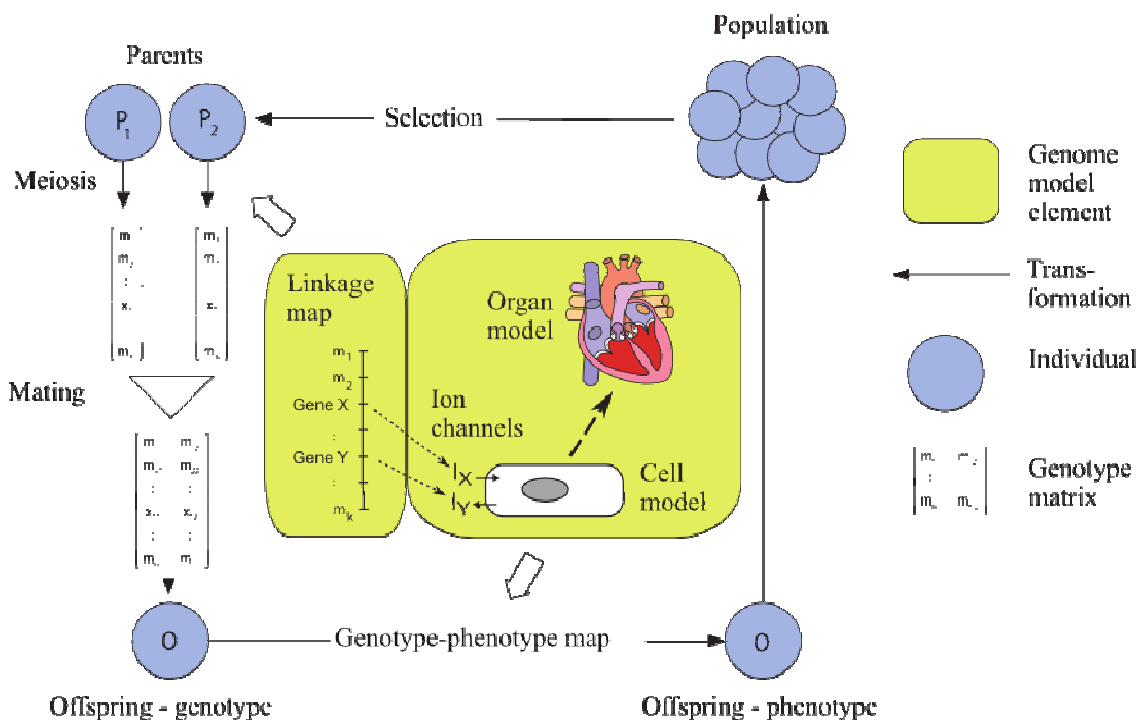 Population
Parents
P1
P2
Selection
Meiosis
Genome
model
element
Linkage
map
Organ
model
Trans-
formation
m1
m2
Gene X
:
Gene Y
:
mk
Ion
channels
IX
IY
Cell
model
Individual
Mating
Genotype
matrix
O
Genotype-phenotype map
O
Offspring - genotype
Offspring - phenotype